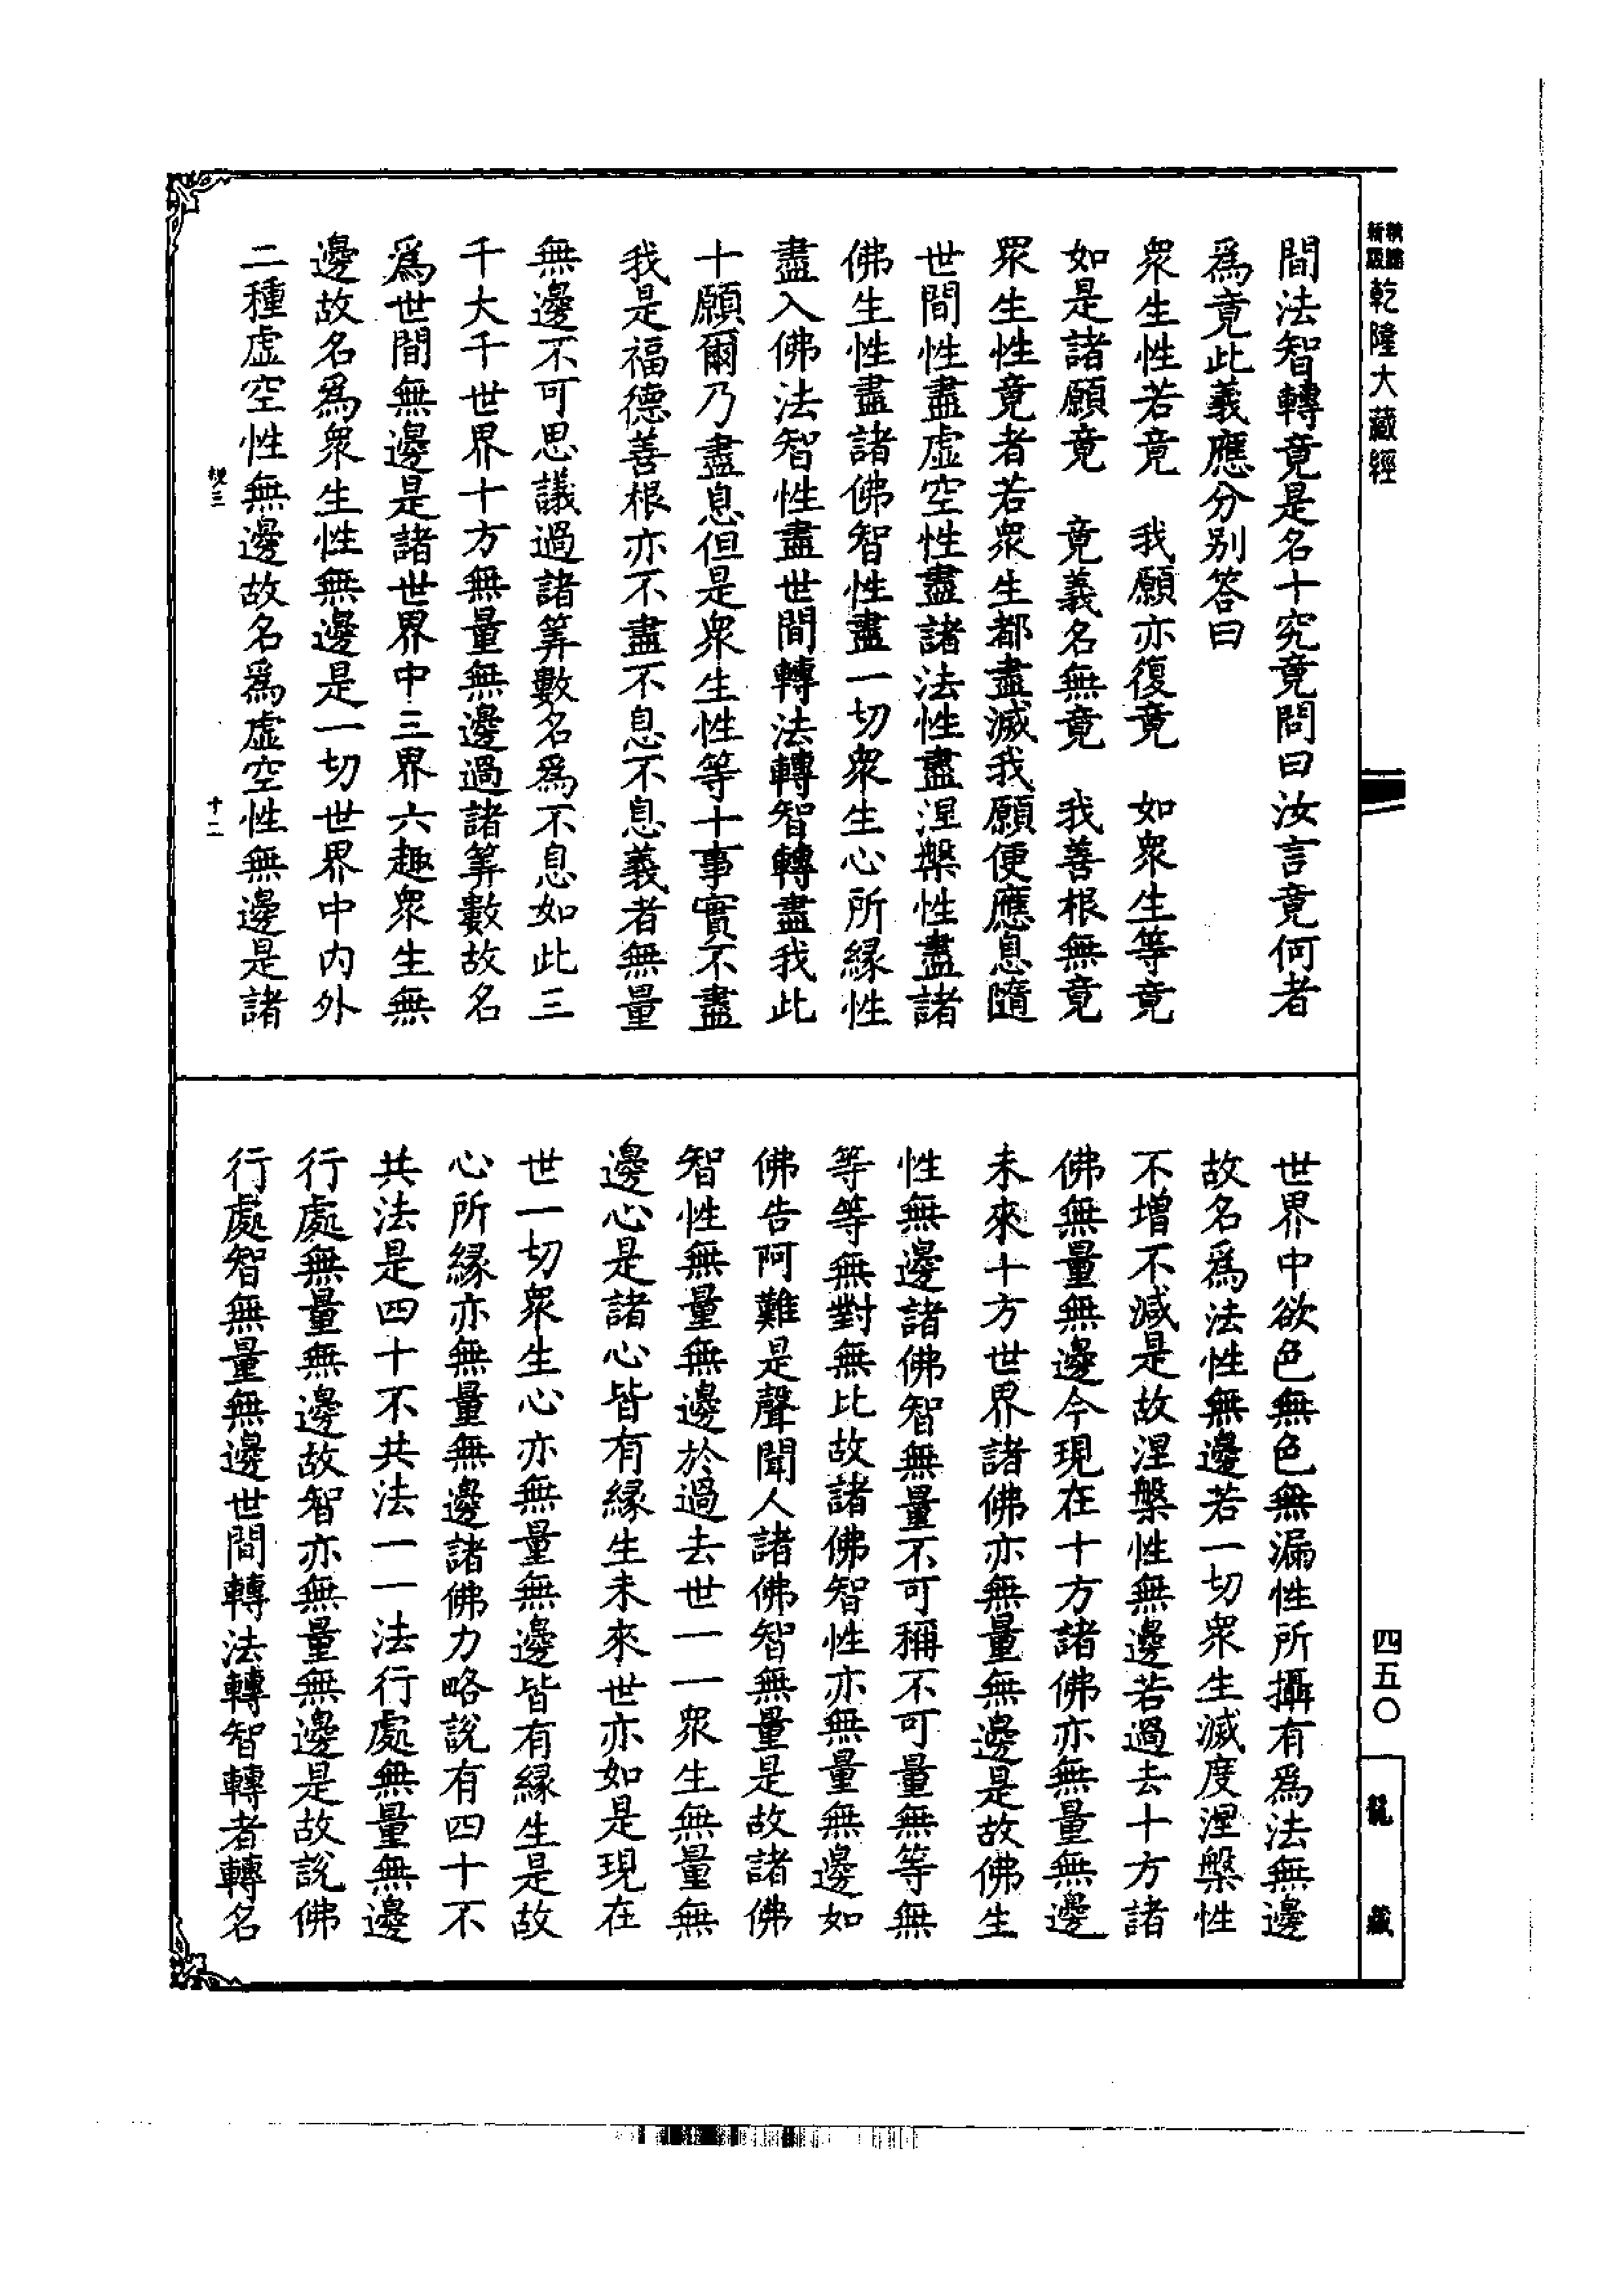 乾隆大藏經
間法智轉竟是名十究竟問曰汝言竟何者
為竟此義應分別答曰
眾生性若竟　我願亦復竟　如眾生等竟
如是諸願竟　竟義名無竟　我善根無竟
眾生性竟者若眾生都盡滅我願便應息隨
世間性盡虛空性盡諸法性盡涅槃性盡諸
佛生性盡諸佛智性盡一切眾生心所緣性
盡入佛法智性盡世間轉法轉智轉盡我此
十願爾乃盡息但是眾生性等十事實不盡
我是福德善根亦不盡不息不息義者無量
無邊不可思議過諸筭數名為不息如此三
千大千世界十方無量無邊過諸筭數故名
為世間無邊是諸世界中三界六趣眾生無
邊故名為眾生性無邊是一切世界中內外
二種虛空性無邊故名為虛空性無邊是諸
十二
四五〇
龍藏
世界中欲色無色無漏性所攝有為法無邊
故名為法性無邊若一切眾生滅度涅槃性
不增不減是故涅槃性無邊若過去十方諸
佛無量無邊今現在十方諸佛亦無量無邊
未來十方世界諸佛亦無量無邊是故佛生
性無邊諸佛智無量不可稱不可量無等無
等等無對無比故諸佛智性亦無量無邊如
佛告阿難是聲聞人諸佛智無量是故諸佛
智性無量無邊於過去世一一眾生無量無
邊心是諸心皆有緣生未來世亦如是現在
世一切眾生心亦無量無邊皆有緣生是故
心所緣亦無量無邊諸佛力略說有四十不
共法是四十不共法一一法行處無量無邊
行處無量無邊故智亦無量無邊是故說佛
行處智無量無邊世間轉法轉智轉者轉名